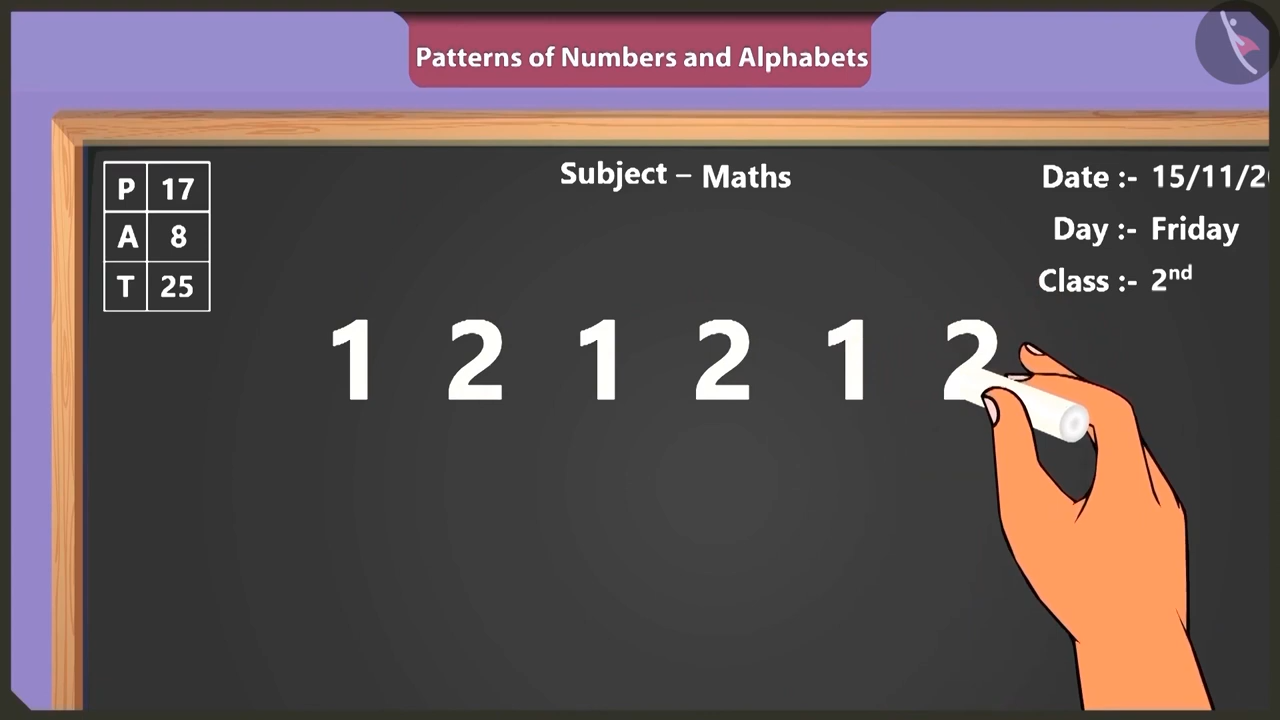 Patterns of Numbers and Alphabets
P 17
A 8
T 25
Subject – Maths
Date :- 15/11/2
Day :- Friday
Class :- 2nd
1 2 1 2 1 2